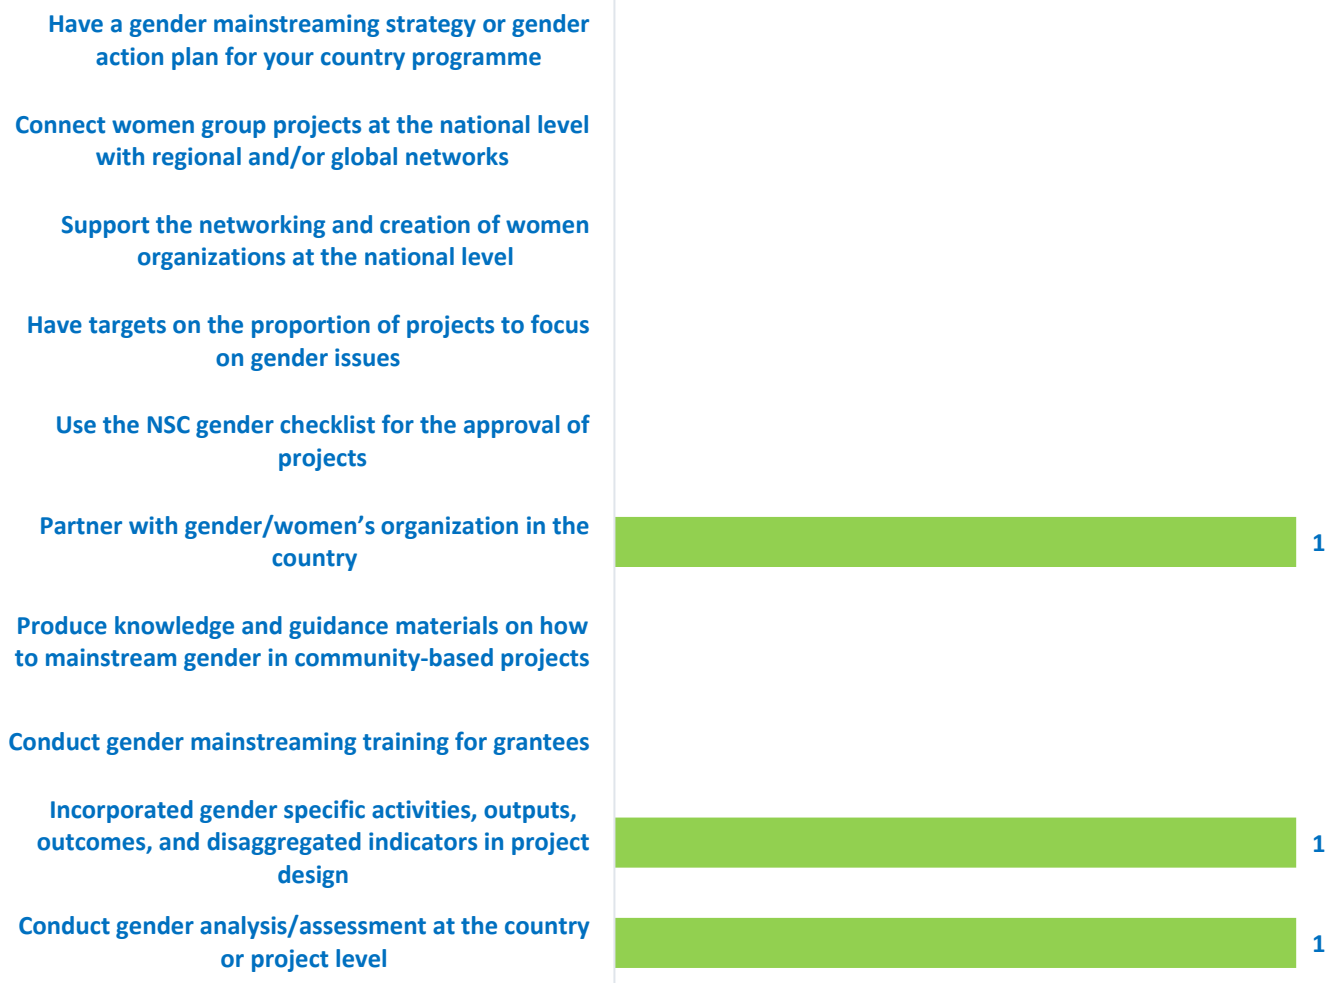 Have a gender mainstreaming strategy or gender
action plan for your country programme
Connect women group projects at the national level
with regional and/or global networks
Support the networking and creation of women
organizations at the national level
Have targets on the proportion of projects to focus
on gender issues
Use the NSC gender checklist for the approval of
projects
Partner with gender/women’s organization in the
country
1
Produce knowledge and guidance materials on how
to mainstream gender in community-based projects
Conduct gender mainstreaming training for grantees
Incorporated gender specific activities, outputs,
outcomes, and disaggregated indicators in project
design
1
Conduct gender analysis/assessment at the country
or project level
1